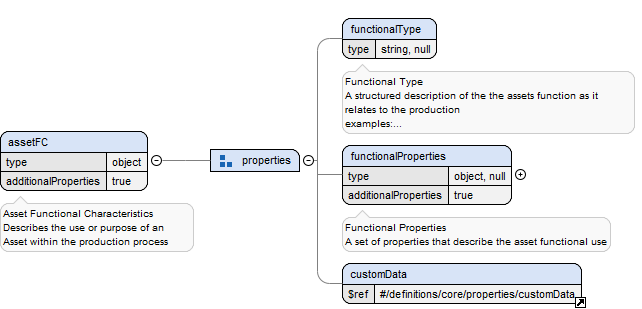 functionalType
type string, null
Functional Type
A structured description of the the assets function as it
relates to the production
examples:...
assetFC
type object
additionalProperties true
Asset Functional Characteristics
Describes the use or purpose of an
Asset within the production process
properties
functionalProperties
type object, null
additionalProperties true
Functional Properties
A set of properties that describe the asset functional use
customData
$ref #/definitions/core/properties/customData